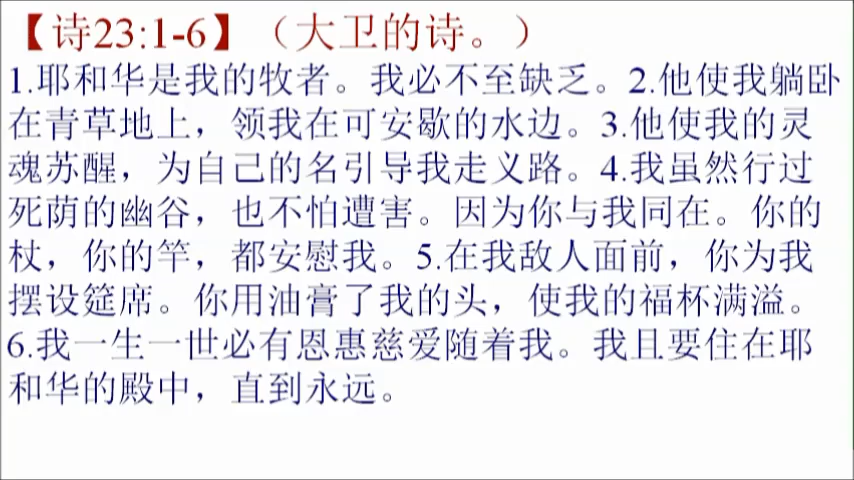 【诗23:1-6】（大卫的诗。）
1.耶和华是我的牧者。我必不至缺乏。2.他使我躺卧
在青草地上，领我在可安歇的水边。3.他使我的灵
魂苏醒，为自己的名引导我走义路。4.我虽然行过
死荫的幽谷，也不怕遭害。因为你与我同在。你的
杖，你的竿，都安慰我。5.在我敌人面前，你为我
摆设筵席。你用油膏了我的头，使我的福杯满溢。
6.我一生一世必有恩惠慈爱随着我。我且要住在耶
和华的殿中，直到永远。